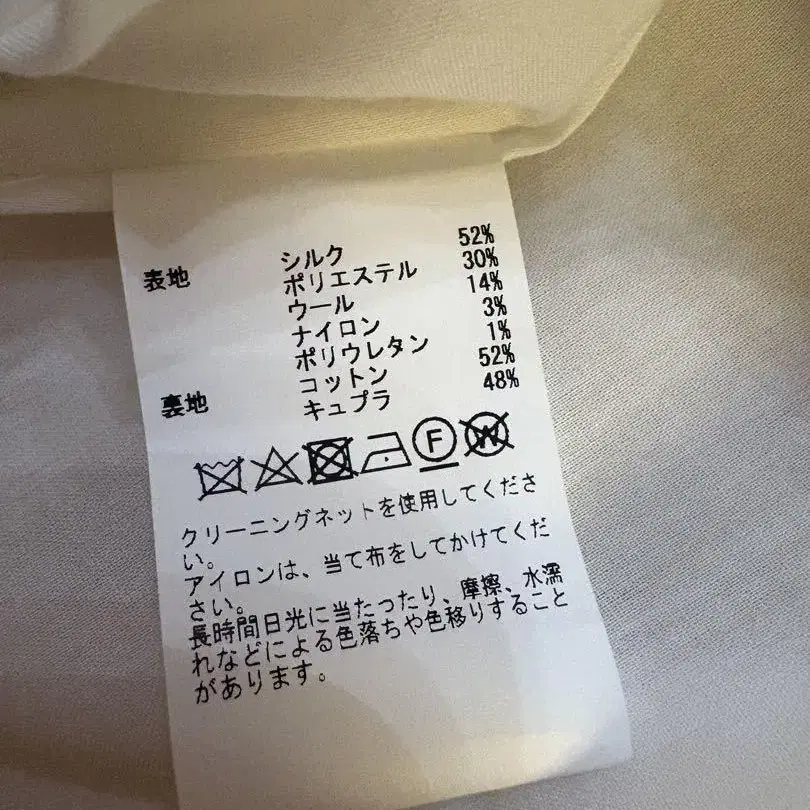 表地 シルク 52%
ポリエステル 30%
ウール 14%
ナイロン 3%
ポリウレタン 1%
裏地 コットン 52%
キュプラ 48%
F W
クリーニングネットを使用してくださ
い。
アイロンは、当て布をしてかけてくだ
さい。
長時間日光に当たったり、摩擦、水濡
れなどによる色落ちや色移りすること
があります。